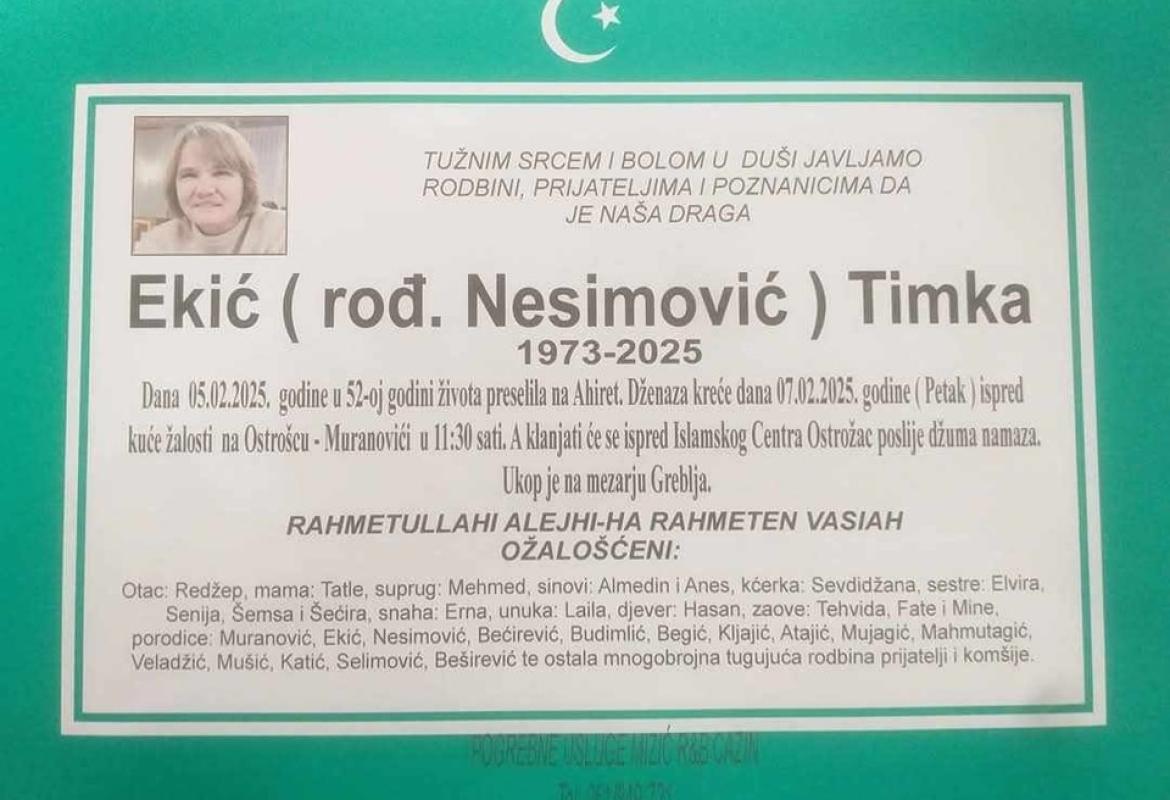 TUŽNIM SRCEM I BOLOM U DUŠI JAVLJAMO
RODBINI, PRIJATELJIMA I POZNANICIMA DA
JE NAŠA DRAGA
Ekić ( rođ. Nesimović ) Timka
1973-2025
Dana 05.02.2025. godine u 52-oj godini života preselila na Ahiret. Dženaza kreće dana 07.02.2025. godine ( Petak ) ispred
kuće žalosti na Ostrošcu - Muranovići u 11:30 sati. A klanjati će se ispred Islamskog Centra Ostrožac poslije džuma namaza.
Ukop je na mezarju Greblja.
RAHMETULLAHI ALEJHI-HA RAHMETEN VASIAH
OŽALOŠĆENI:
Otac: Redžep, mama: Tatle, suprug: Mehmed, sinovi: Almedin i Anes, kćerka: Sevdidžana, sestre: Elvira,
Senija, Šemsa i Šećira, snaha: Erna, unuka: Laila, djever: Hasan, zaove: Tehvida, Fate i Mine,
porodice: Muranović, Ekić, Nesimović, Bećirević, Budimlić, Begić, Kljajić, Atajić, Mujagić, Mahmutagić,
Veladžić, Mušić, Katić, Selimović, Beširević te ostala mnogobrojna tugujuća rodbina prijatelji i komšije.
POGREBNE USLUGE MIZIĆ R&B CAZIN
Tel.